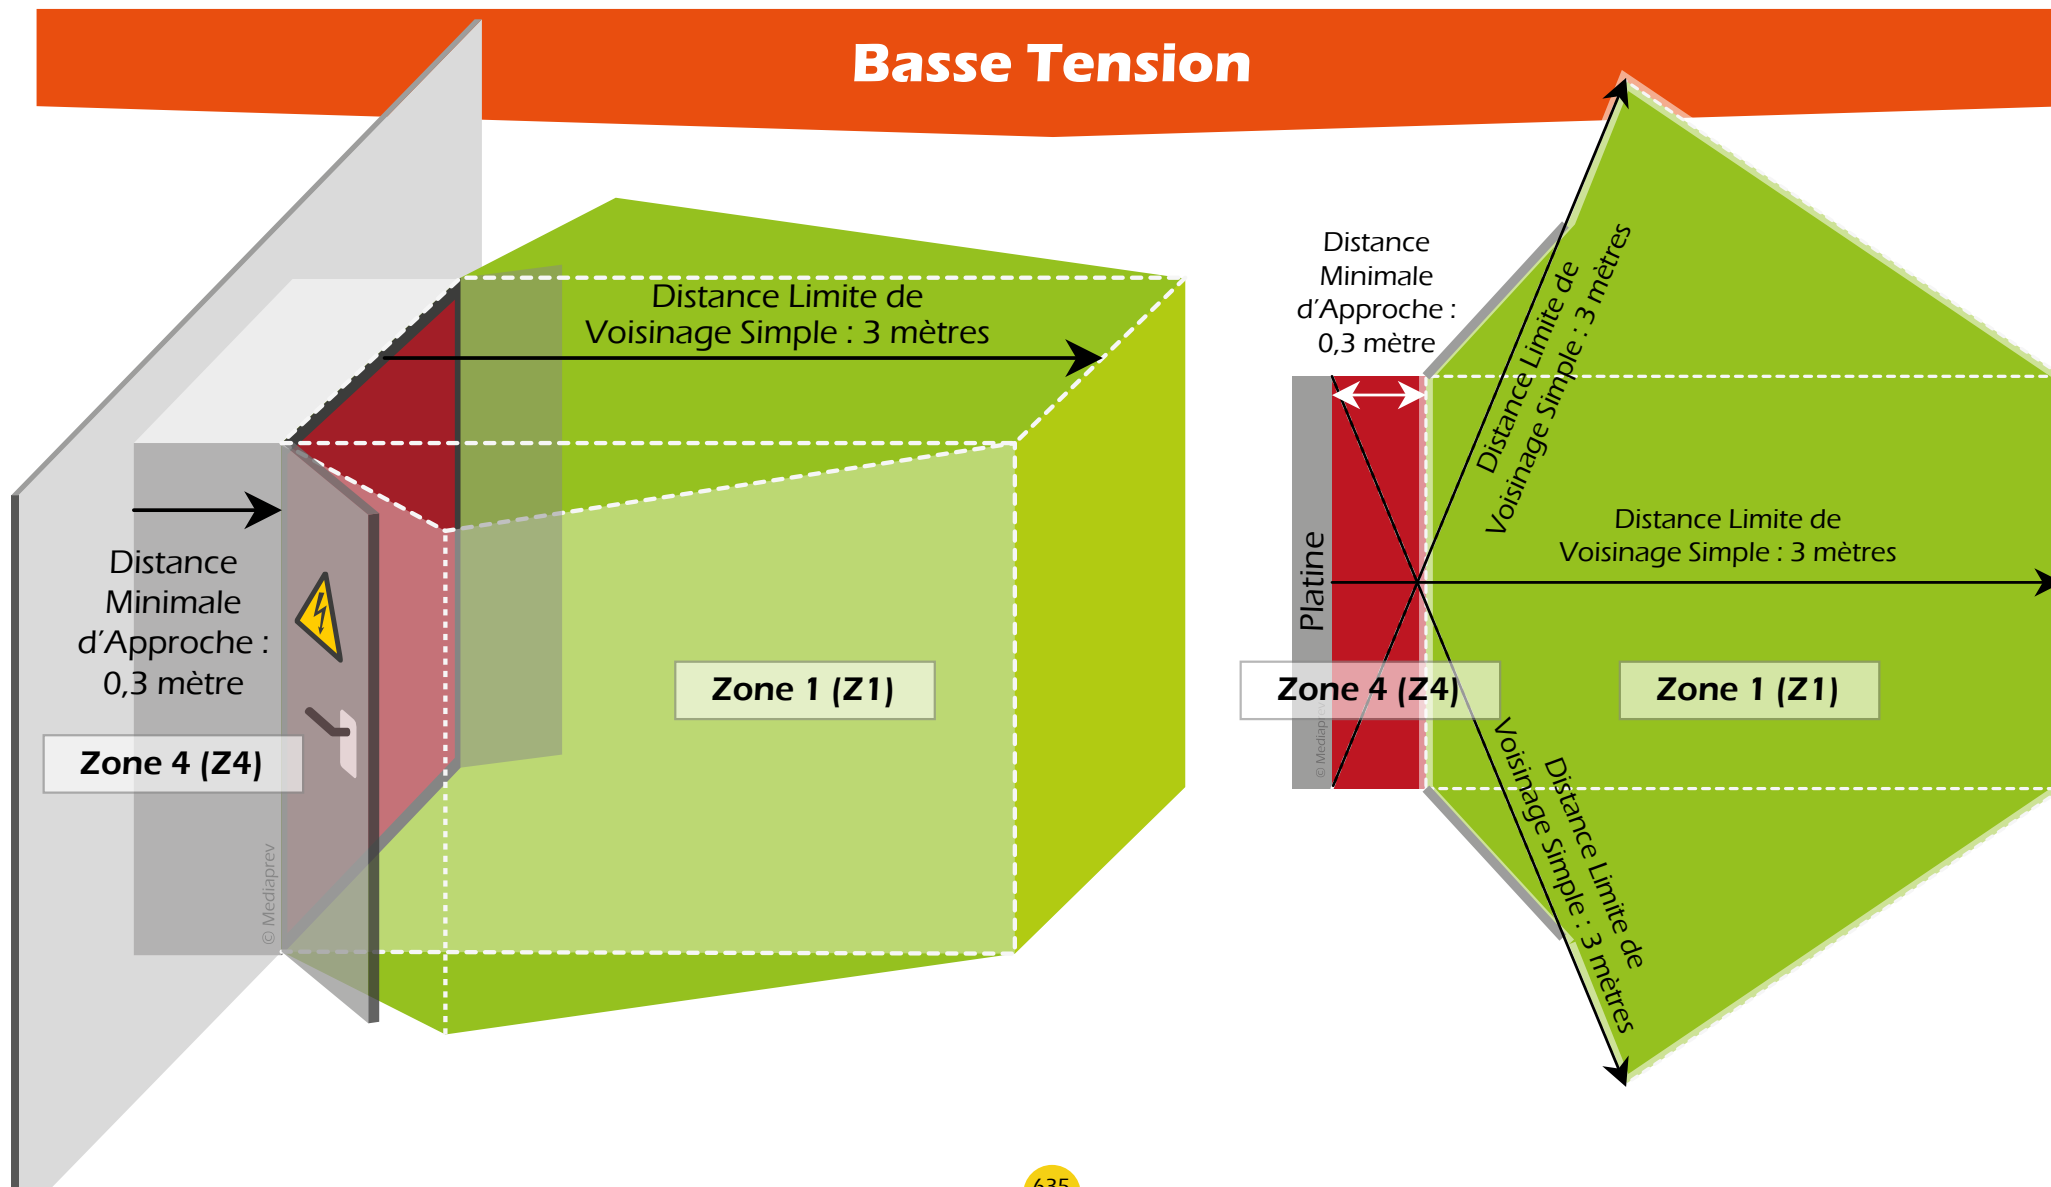 Basse Tension
Distance Limite de
Voisinage Simple : 3 mètres
Distance
Minimale
d'Approche :
0,3 mètre
Zone 4 (Z4)
Zone 1 (Z1)
© Mediaprev
Distance
Minimale
d'Approche :
0,3 mètre
Distance Limite de
Voisinage Simple : 3 mètres
Distance Limite de
Voisinage Simple : 3 mètres
Platine
Zone 4 (Z4)
Zone 1 (Z1)
© Mediaprev
Distance Limite de
Voisinage Simple : 3 mètres
635